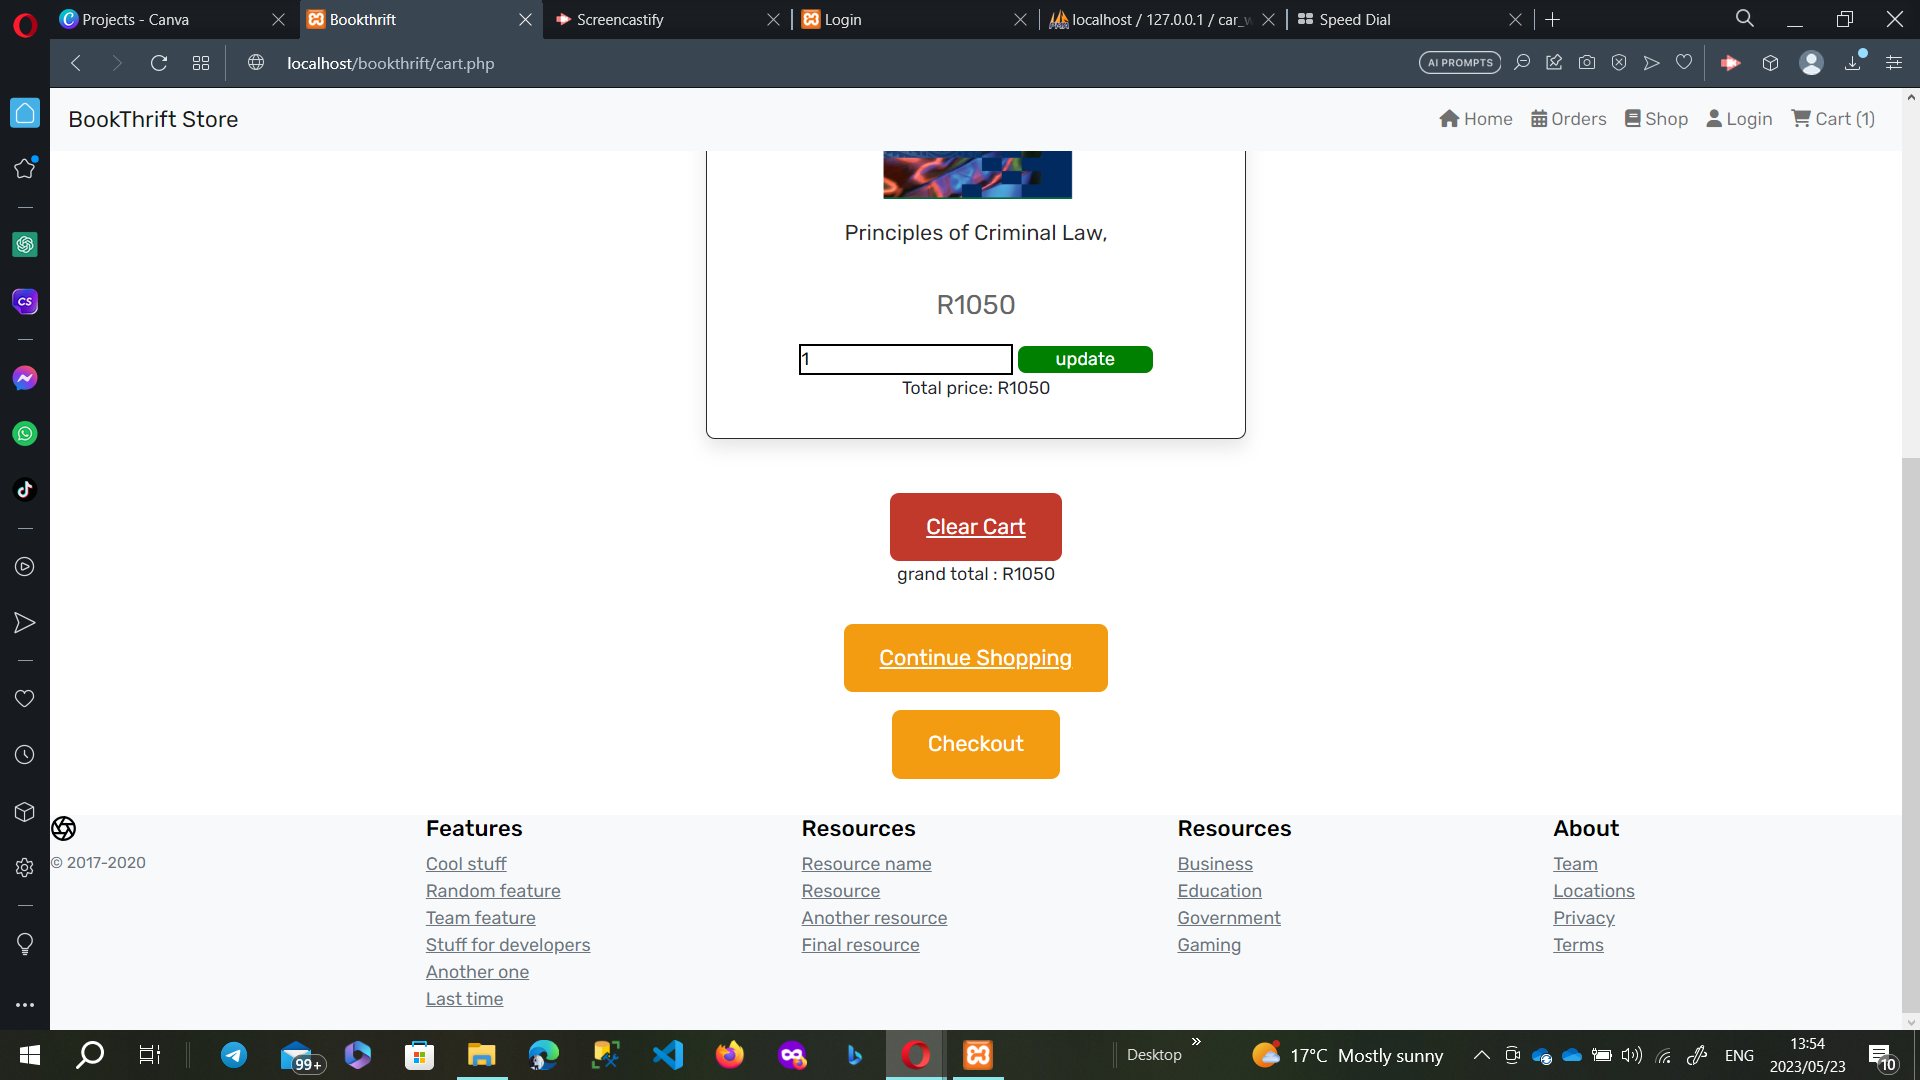 Projects - Canva
Bookthrift
Screencastify
Login
localhost / 127.0.0.1 / car_w
Speed Dial
localhost/bookthrift/cart.php
AI PROMPTS
BookThrift Store
Home
Orders
Shop
Login
Cart (1)
CS
Principles of Criminal Law,
R1050
1
update
Total price: R1050
Clear Cart
grand total : R1050
Continue Shopping
Checkout
© 2017-2020
Features
Cool stuff
Random feature
Team feature
Stuff for developers
Another one
Last time
Resources
Resource name
Resource
Another resource
Final resource
Resources
Business
Education
Government
Gaming
About
Team
Locations
Privacy
Terms
99+
Desktop
17°C Mostly sunny
ENG
13:54
2023/05/23
10